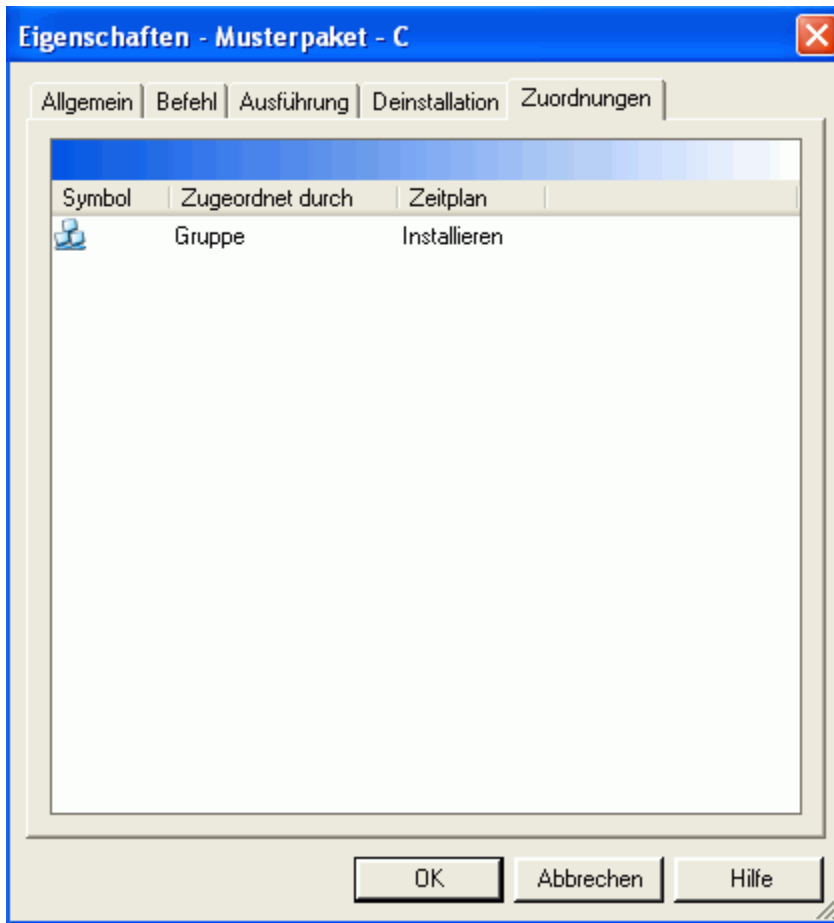 Eigenschaften - Musterpaket - C
Allgemein Befehl Ausführung Deinstallation Zuordnungen
Symbol Zugeordnet durch Zeitplan
Gruppe Installieren
OK Abbrechen Hilfe